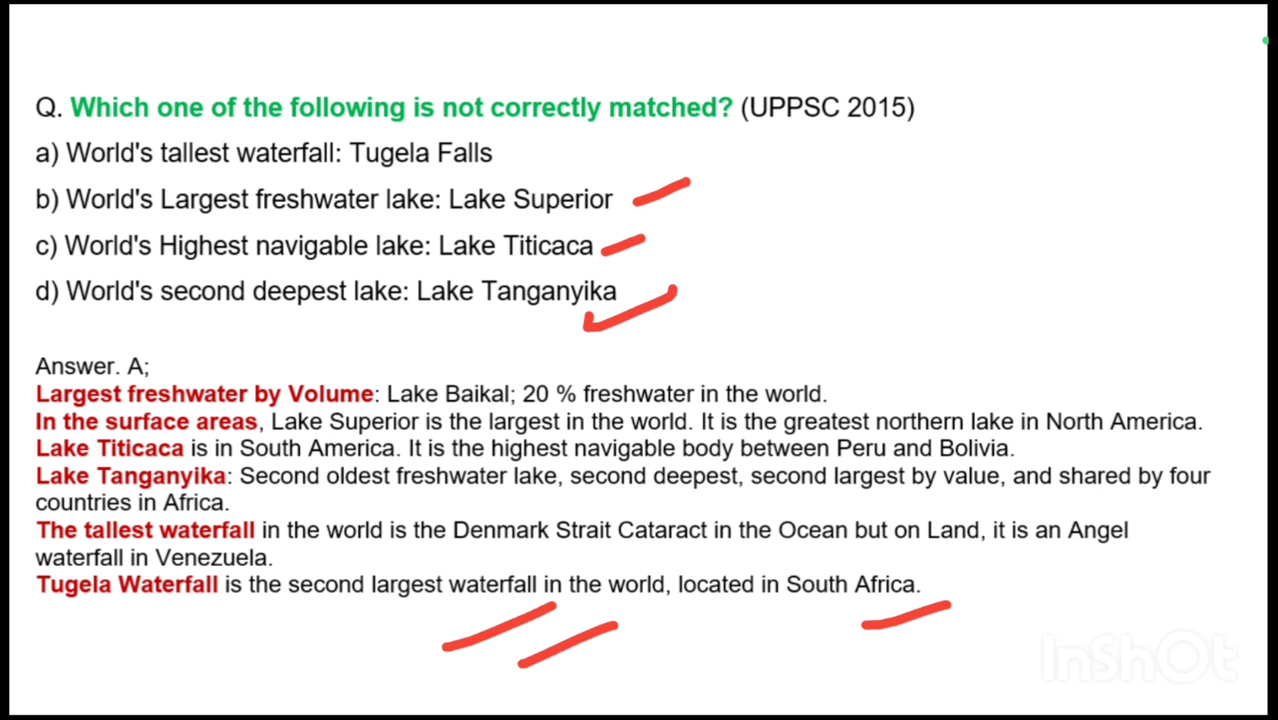 Q. Which one of the following is not correctly matched? (UPPSC 2015)
a) World's tallest waterfall: Tugela Falls
b) World's Largest freshwater lake: Lake Superior
c) World's Highest navigable lake: Lake Titicaca
d) World's second deepest lake: Lake Tanganyika
Answer. A;
Largest freshwater by Volume: Lake Baikal; 20 % freshwater in the world.
In the surface areas, Lake Superior is the largest in the world. It is the greatest northern lake in North America.
Lake Titicaca is in South America. It is the highest navigable body between Peru and Bolivia.
Lake Tanganyika: Second oldest freshwater lake, second deepest, second largest by value, and shared by four
countries in Africa.
The tallest waterfall in the world is the Denmark Strait Cataract in the Ocean but on Land, it is an Angel
waterfall in Venezuela.
Tugela Waterfall is the second largest waterfall in the world, located in South Africa.
InShOt